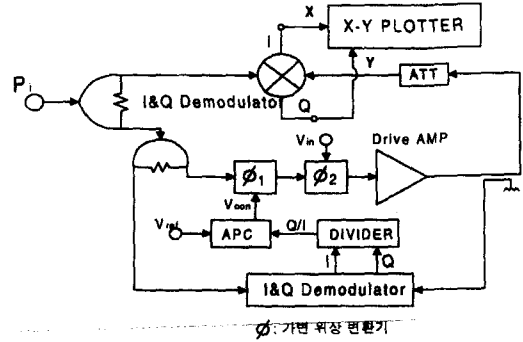 X
X-Y PLOTTER
I
Y
ATT
P i
I&Q Demodulator
Q
Vin
Drive AMP
ϕ1
ϕ2
Vcon
Vref
APC
Q/I
DIVIDER
I
Q
I&Q Demodulator
ϕ: 가변 위상 변환기